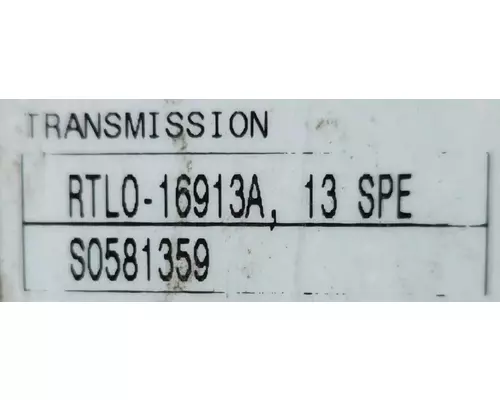 TRANSMISSION
RTLO-16913A, 13 SPE
S0581359